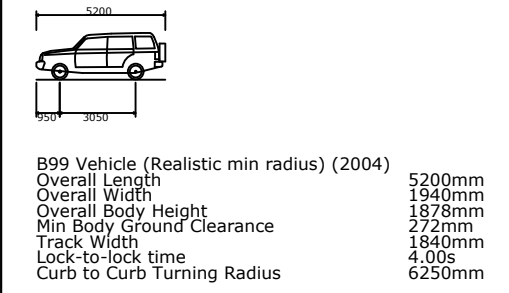 5200
950 3050
B99 Vehicle (Realistic min radius) (2004)
Overall Length 5200mm
Overall Width 1940mm
Overall Body Height 1878mm
Min Body Ground Clearance 272mm
Track Width 1840mm
Lock-to-lock time 4.00s
Curb to Curb Turning Radius 6250mm